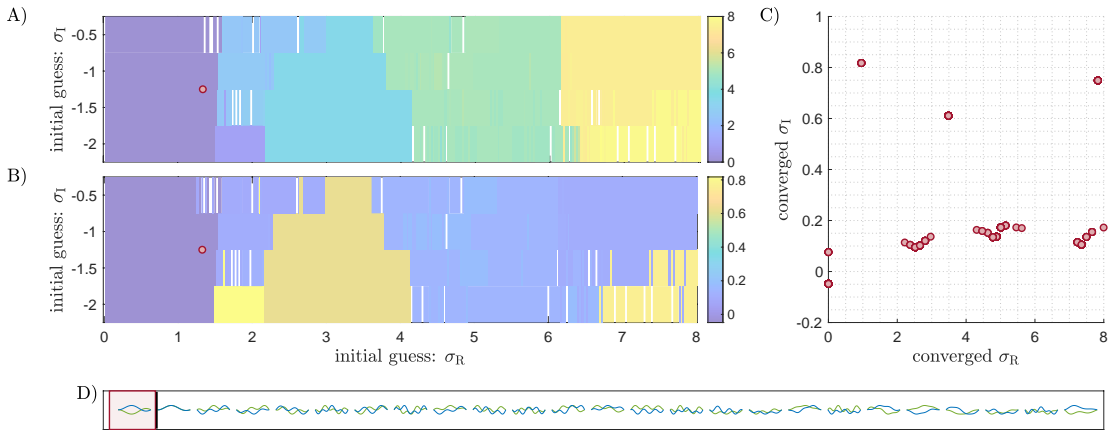 A)
initial guess: σI
-0.5
-1
-1.5
-2
8
6
4
2
0
B)
initial guess: σI
-0.5
-1
-1.5
-2
0 1 2 3 4 5 6 7 8
initial guess: σR
0.8
0.6
0.4
0.2
0
C)
converged σI
1
0.8
0.6
0.4
0.2
0
-0.2
0 2 4 6 8
converged σR
D)